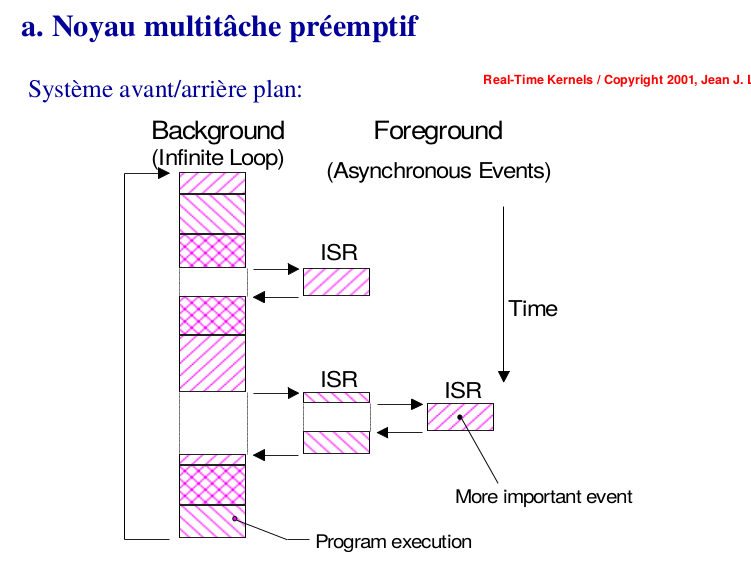 a. Noyau multitâche préemptif
Real-Time Kernels / Copyright 2001, Jean J. L
Système avant/arrière plan:
Background
(Infinite Loop)
Foreground
(Asynchronous Events)
ISR
Time
ISR
ISR
More important event
Program execution